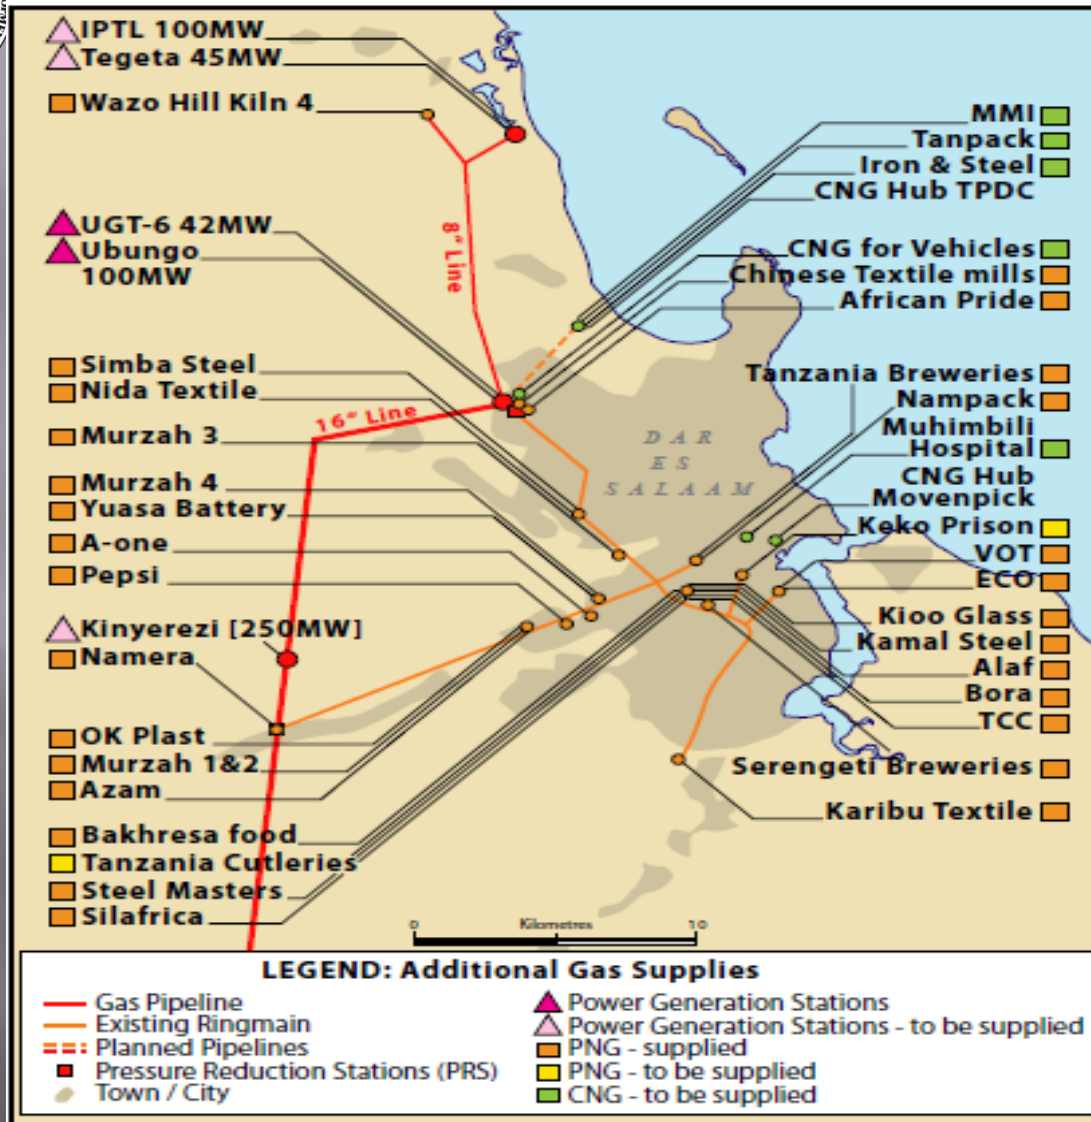 IPTL 100MW
Tegeta 45MW
Wazo Hill Kiln 4
UGT-6 42MW
Ubungo
100MW
8" Line
16" Line
Simba Steel
Nida Textile
Murzah 3
Murzah 4
Yuasa Battery
A-one
Pepsi
Kinyerezi [250MW]
Namera
OK Plast
Murzah 1&2
Azam
Bakhresa food
Tanzania Cutleries
Steel Masters
Silafrica
MMI
Tanpack
Iron & Steel
CNG Hub TPDC
CNG for Vehicles
Chinese Textile mills
African Pride
Tanzania Breweries
Nampack
Muhimbili
Hospital
CNG Hub
Movenpick
Keko Prison
VOT
ECO
Kioo Glass
Kamal Steel
Alaf
Bora
TCC
Serengeti Breweries
Karibu Textile
DAR
ES
SALAAM
0 Kilometres 10
LEGEND: Additional Gas Supplies
Gas Pipeline
Existing Ringmain
Planned Pipelines
Pressure Reduction Stations (PRS)
Town / City
Power Generation Stations
Power Generation Stations - to be supplied
PNG - supplied
PNG - to be supplied
CNG - to be supplied